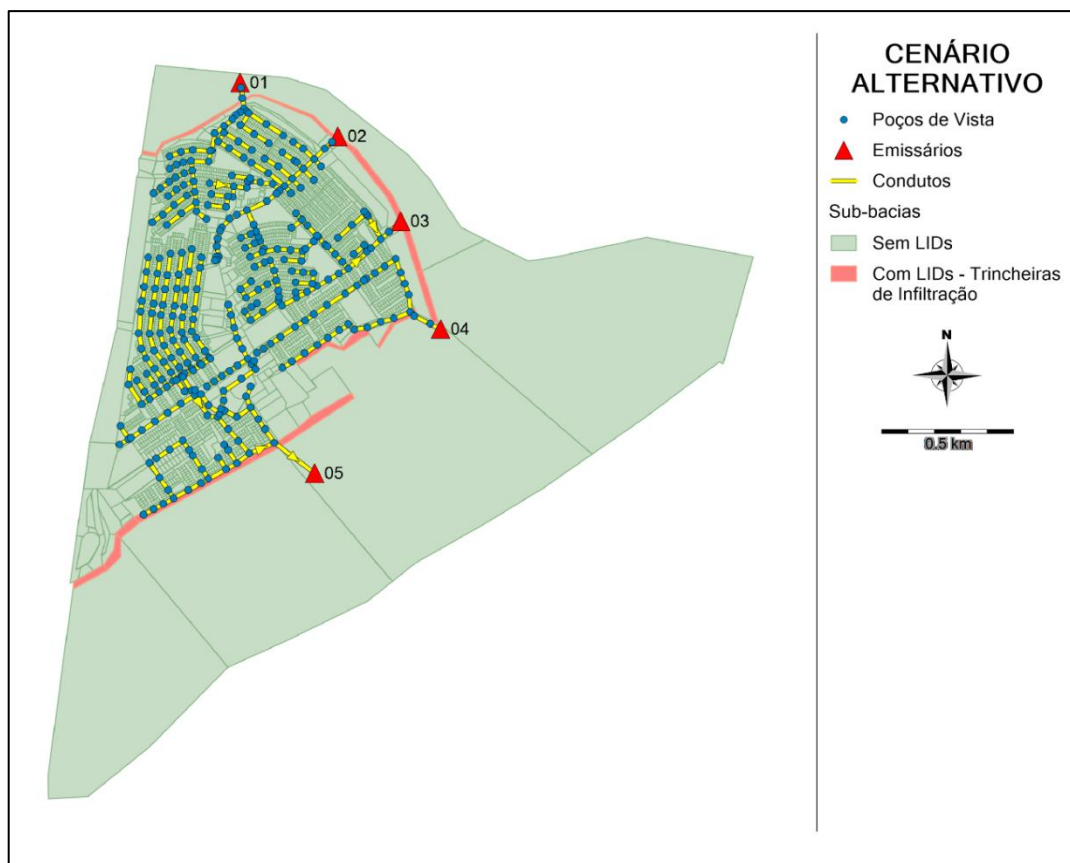 CENÁRIO
ALTERNATIVO
Poços de Vista
Emissários
Condutos
Sub-bacias
Sem LIDs
Com LIDs - Trincheiras
de Infiltração
N
0.5 km
01
02
03
04
05